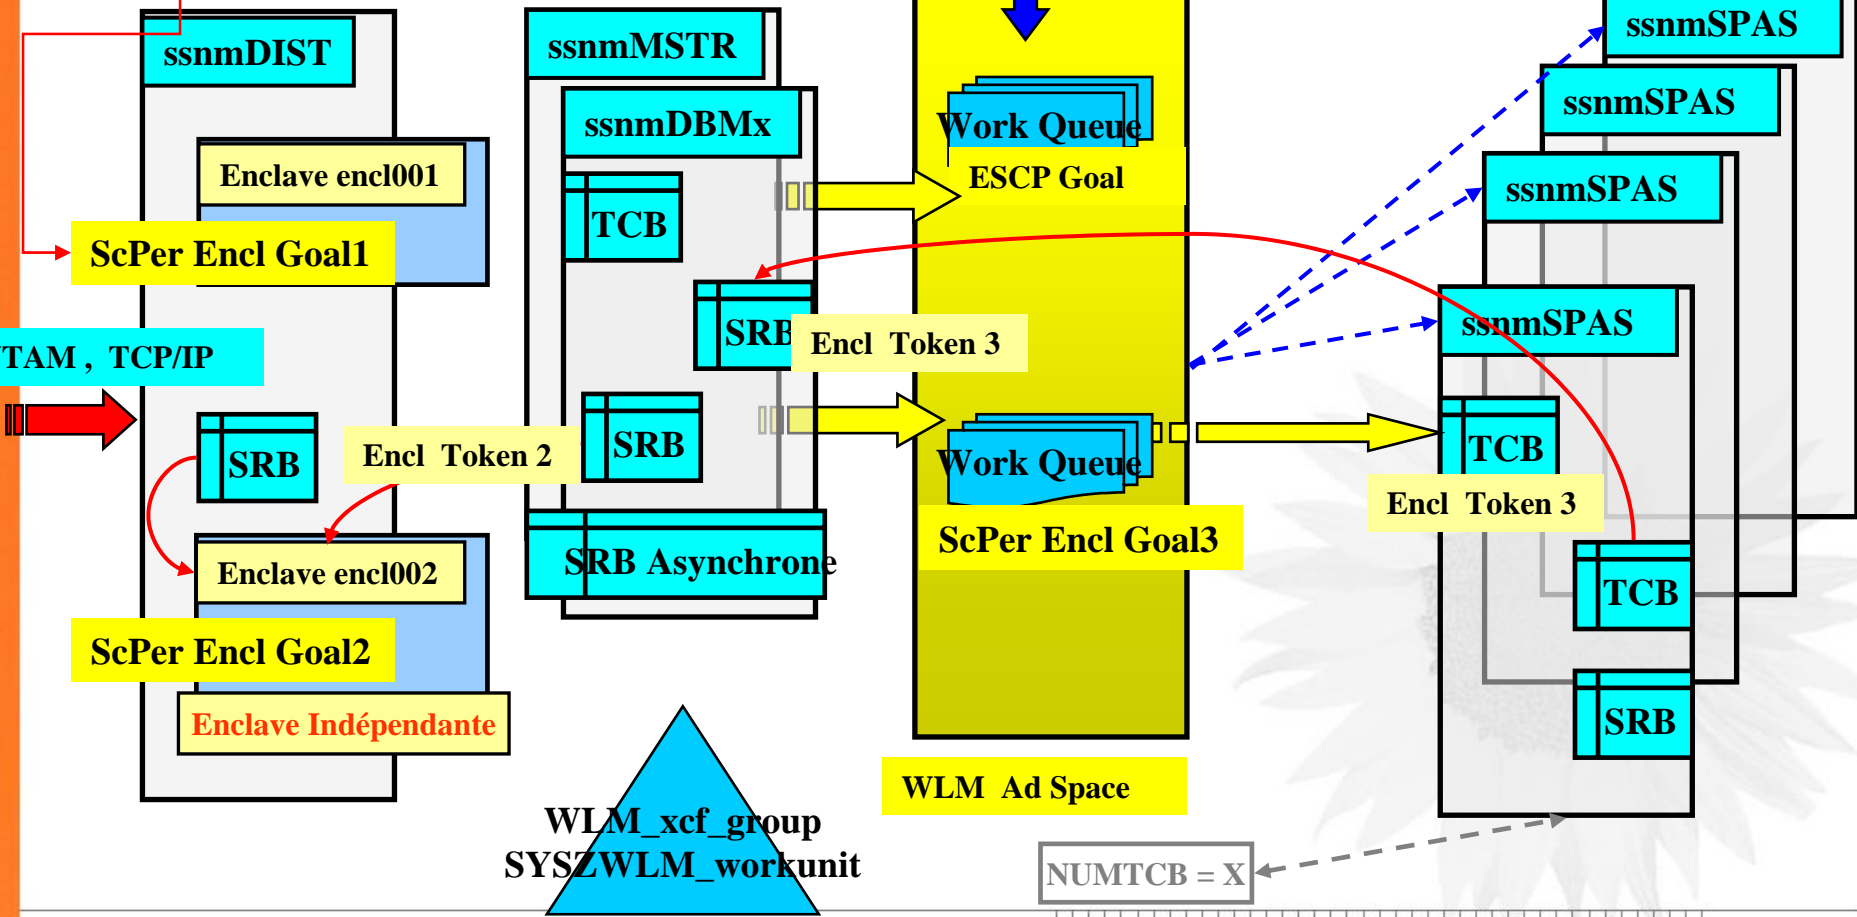 ssnmDIST
Enclave encl001
ScPer Encl Goal1
TAM , TCP/IP
SRB
Encl Token 2
Enclave encl002
ScPer Encl Goal2
Enclave Indépendante
ssnmMSTR
ssnmDBMx
TCB
SRB
Encl Token 3
SRB
SRB Asynchrone
WLM_xcf_group
SYSZWLM_workunit
Work Queue
ESCP Goal
Work Queue
ScPer Encl Goal3
WLM Ad Space
ssnmSPAS
ssnmSPAS
ssnmSPAS
ssnmSPAS
TCB
Encl Token 3
TCB
SRB
NUMTCB = X